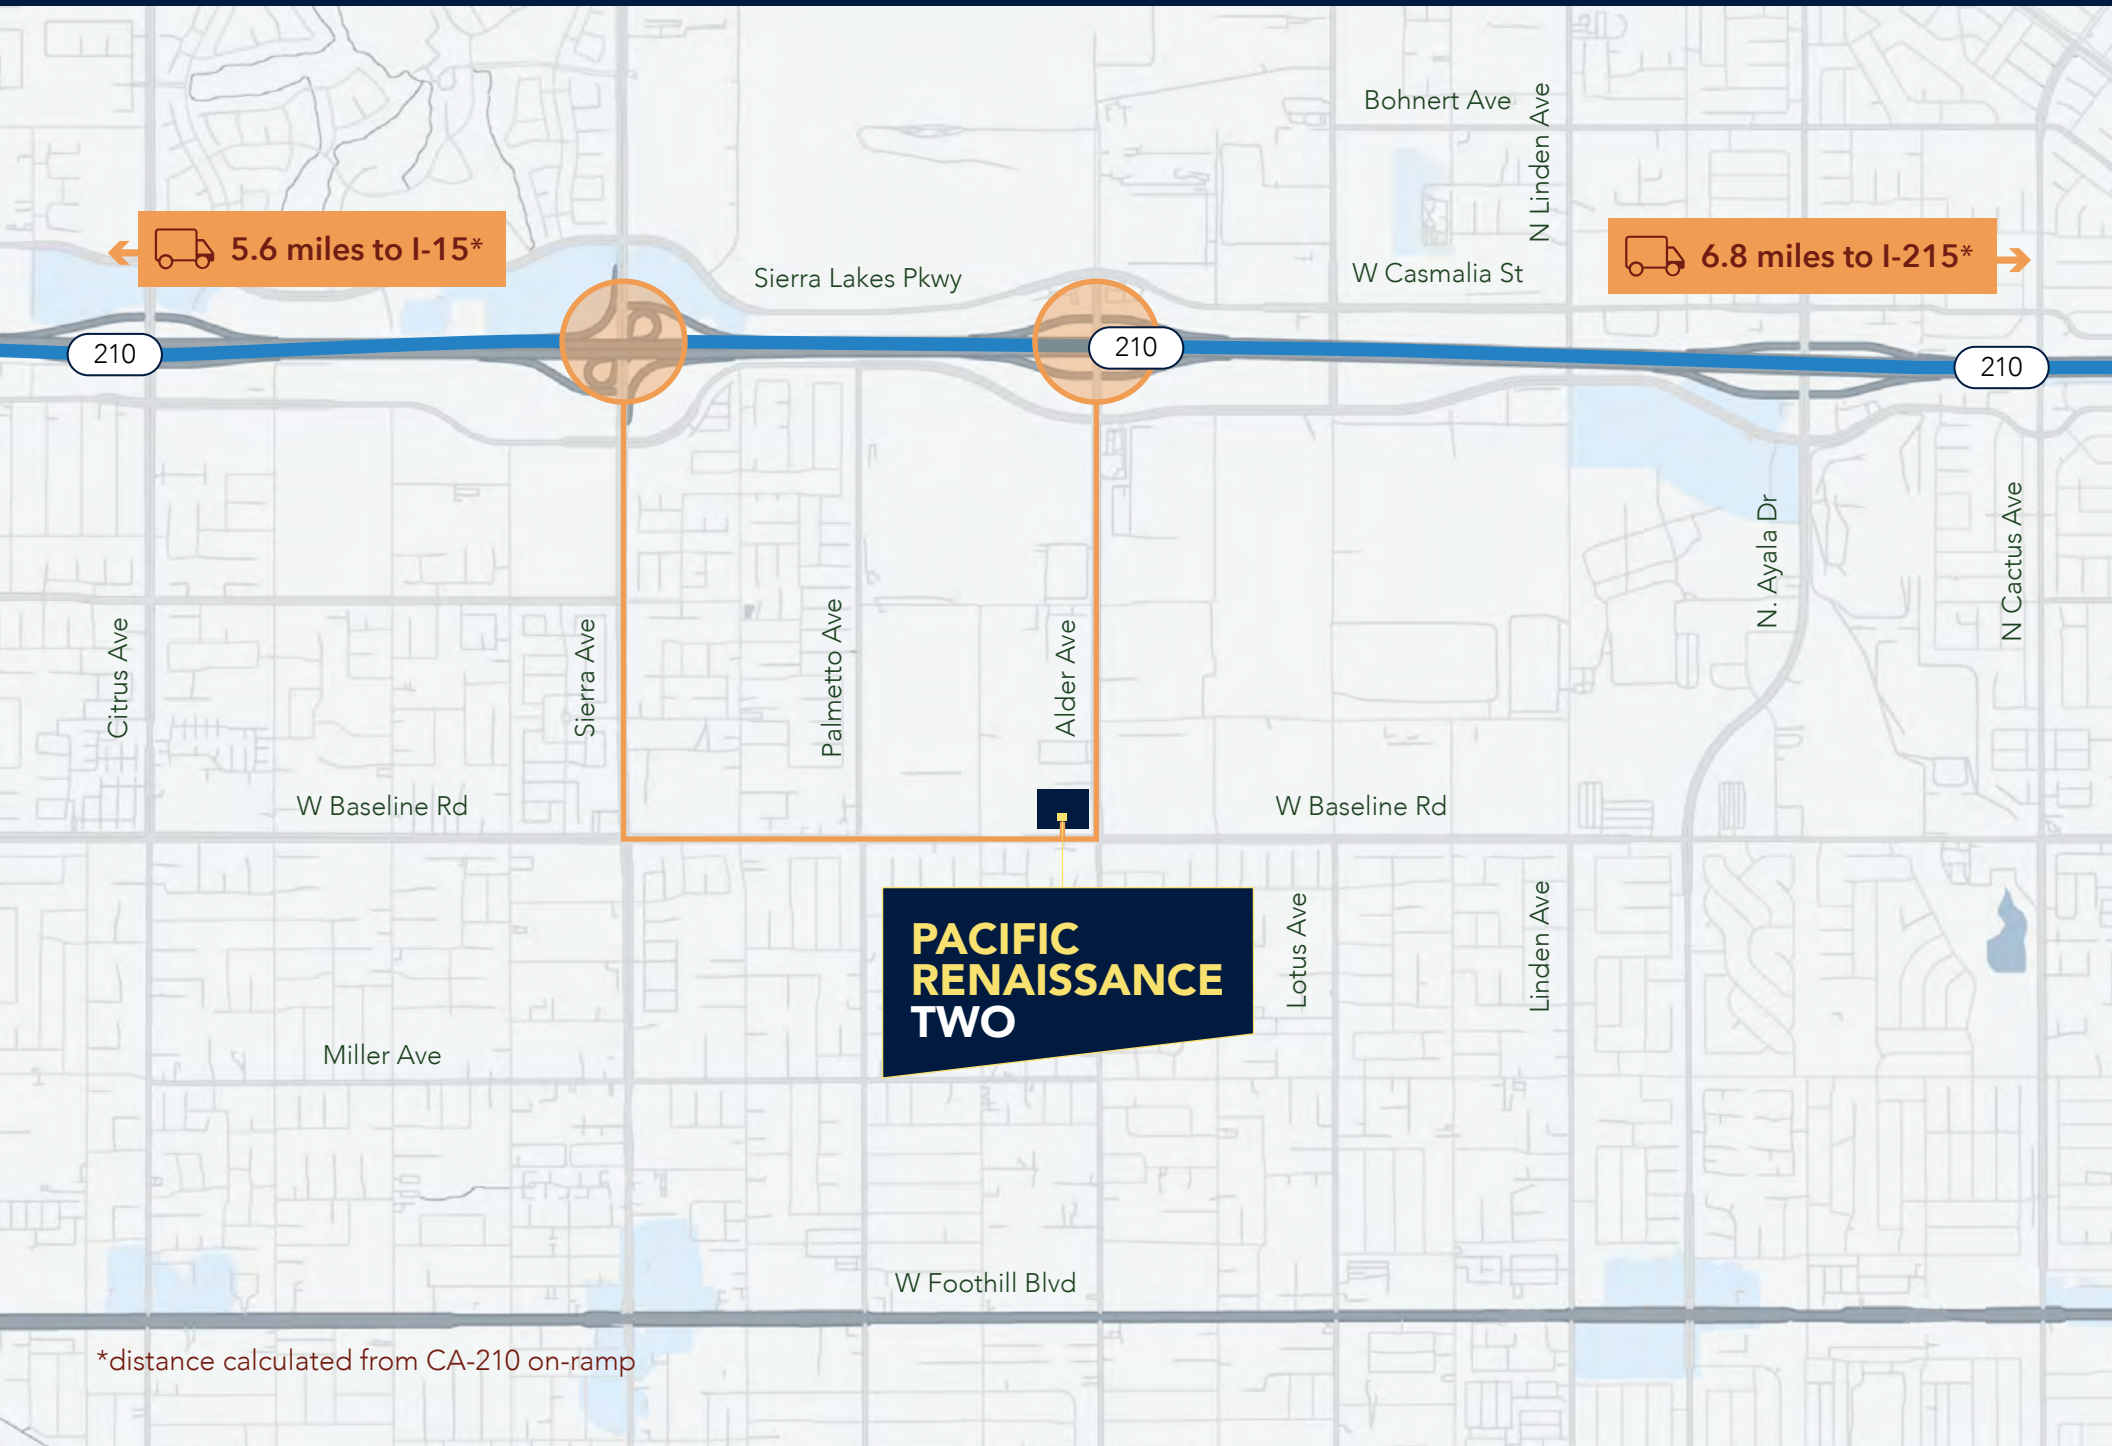 Bohnert Ave
N Linden Ave
5.6 miles to I-15*
6.8 miles to I-215*
Sierra Lakes Pkwy
W Casmalia St
210
210
210
Citrus Ave
Sierra Ave
Palmetto Ave
Alder Ave
N. Ayala Dr
N Cactus Ave
W Baseline Rd
W Baseline Rd
PACIFIC
RENAISSANCE
TWO
Lotus Ave
Linden Ave
Miller Ave
W Foothill Blvd
*distance calculated from CA-210 on-ramp